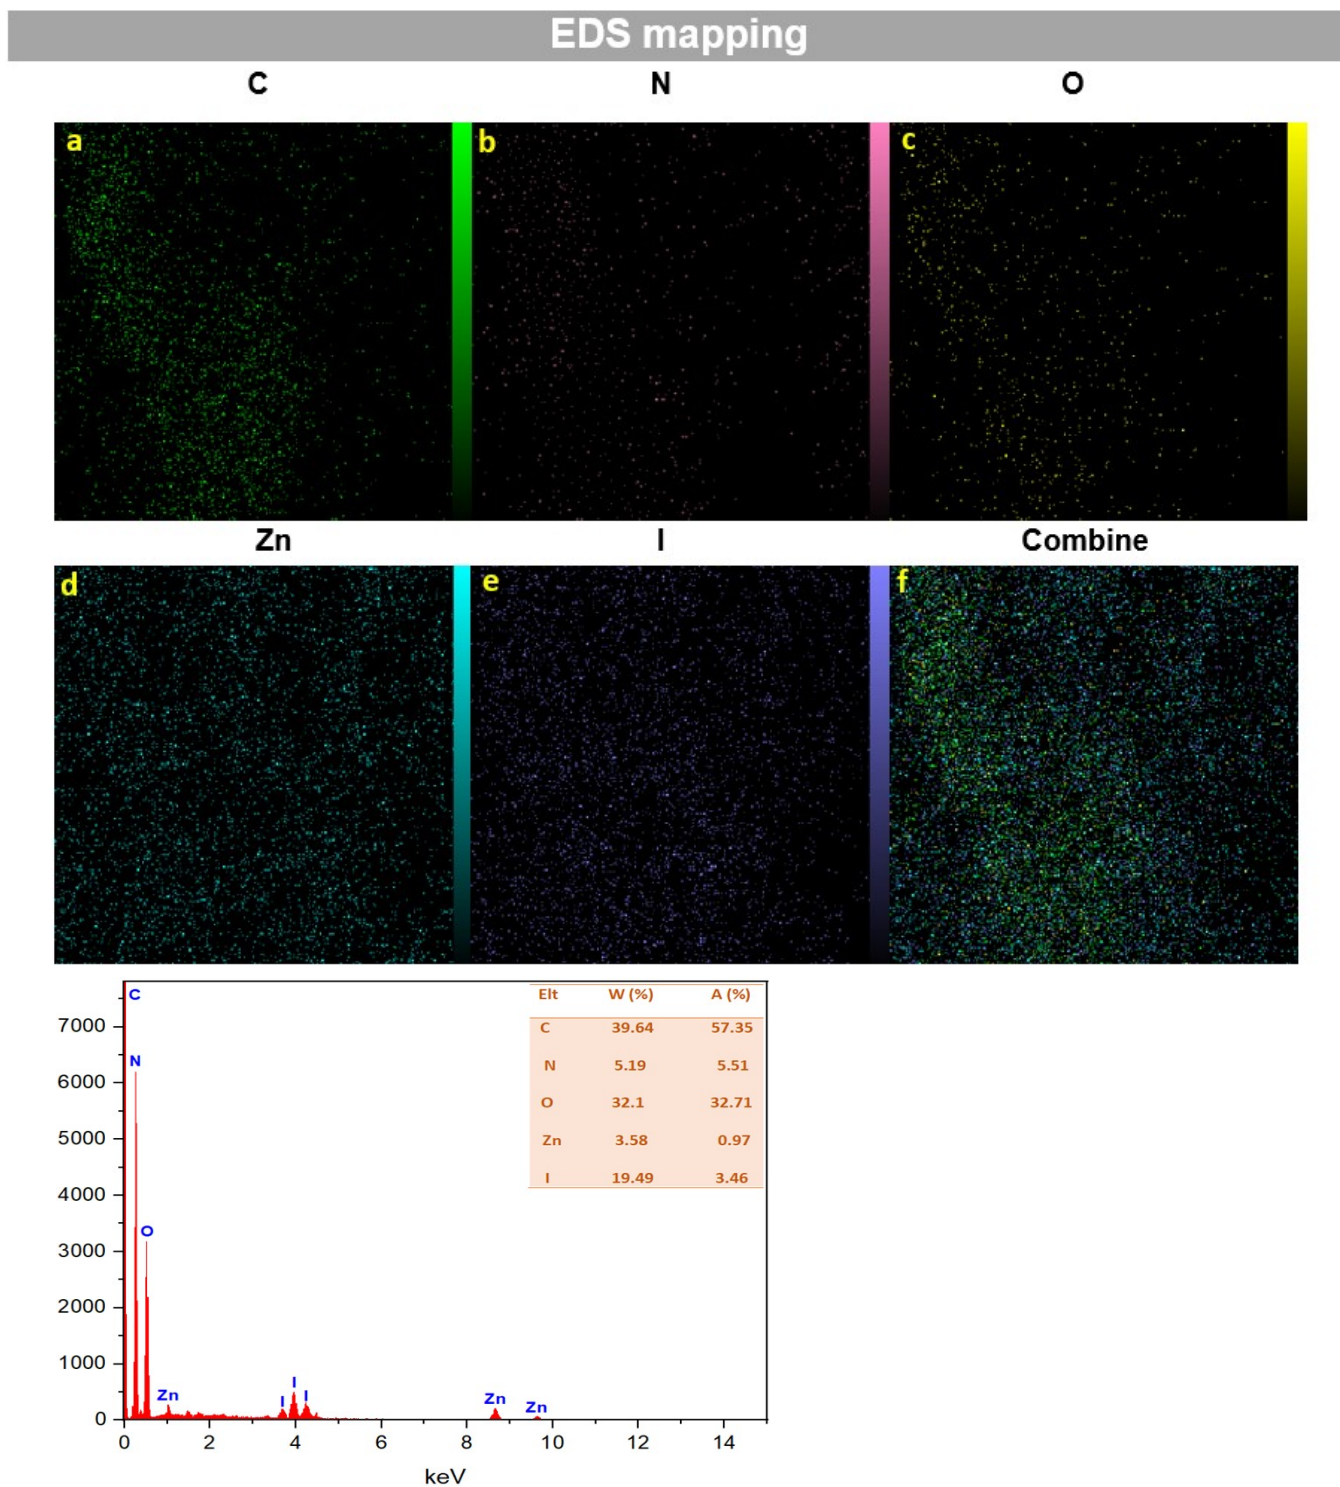 EDS mapping
C N O
a b c
Zn I Combine
d e f
C
N
O
Zn
I
I
I
Zn
Zn
7000
6000
5000
4000
3000
2000
1000
0
0 2 4 6 8 10 12 14
keV
Elt W (%) A (%)
C 39.64 57.35
N 5.19 5.51
O 32.1 32.71
Zn 3.58 0.97
I 19.49 3.46